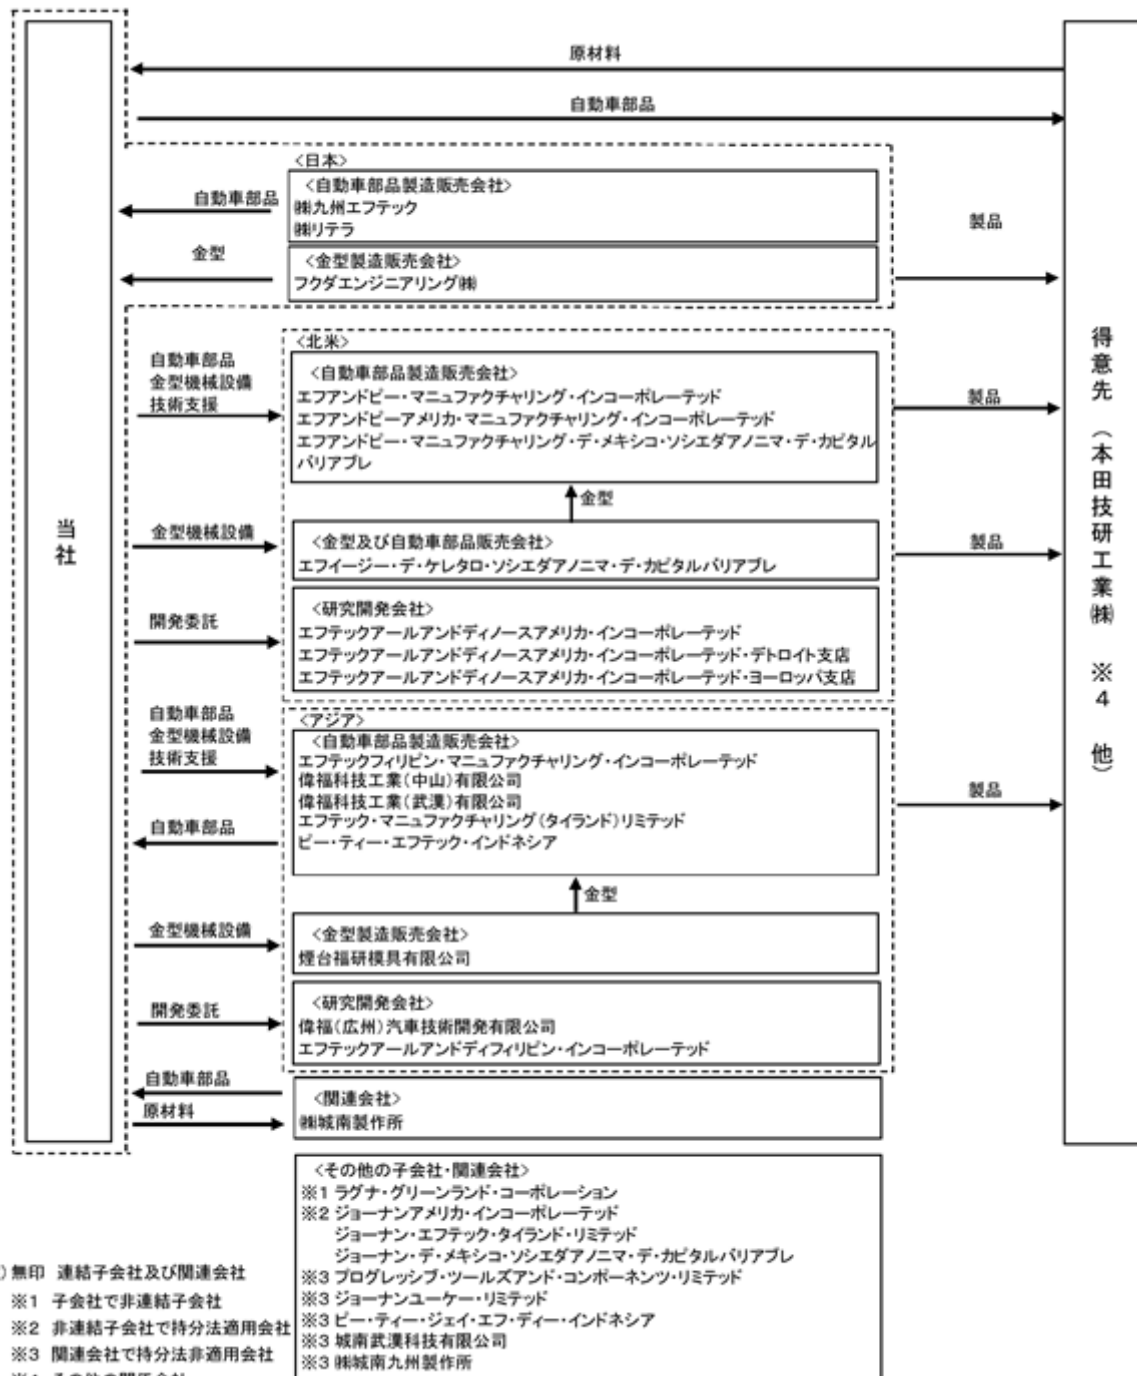 原材料
自動車部品
当社
得意先（本田技研工業㈱　※４　他）
〈日本〉
〈自動車部品製造販売会社〉
㈱九州エフテック
㈱リテラ
自動車部品
〈金型製造販売会社〉
フクダエンジニアリング㈱
金型
製品
〈北米〉
〈自動車部品製造販売会社〉
エフアンドピー・マニュファクチャリング・インコーポレーテッド
エフアンドピーアメリカ・マニュファクチャリング・インコーポレーテッド
エフアンドピー・マニュファクチャリング・デ・メキシコ・ソシエダアノニマ・デ・カピタル
バリアブレ
自動車部品
金型機械設備
技術支援
製品
金型
〈金型及び自動車部品販売会社〉
エフイージー・デ・ケレタロ・ソシエダアノニマ・デ・カピタルバリアブレ
金型機械設備
製品
〈研究開発会社〉
エフテックアールアンドディノースアメリカ・インコーポレーテッド
エフテックアールアンドディノースアメリカ・インコーポレーテッド・デトロイト支店
エフテックアールアンドディノースアメリカ・インコーポレーテッド・ヨーロッパ支店
開発委託
〈アジア〉
〈自動車部品製造販売会社〉
エフテックフィリピン・マニュファクチャリング・インコーポレーテッド
偉福科技工業（中山）有限公司
偉福科技工業（武漢）有限公司
エフテック・マニュファクチャリング（タイランド）リミテッド
ピー・ティー・エフテック・インドネシア
自動車部品
金型機械設備
技術支援
自動車部品
製品
金型
〈金型製造販売会社〉
煙台福研模具有限公司
金型機械設備
〈研究開発会社〉
偉福（広州）汽車技術開発有限公司
エフテックアールアンドディフィリピン・インコーポレーテッド
開発委託
〈関連会社〉
㈱城南製作所
自動車部品
原材料
〈その他の子会社・関連会社〉
※1 ラグナ・グリーンランド・コーポレーション
※2 ジョーナンアメリカ・インコーポレーテッド
ジョーナン・エフテック・タイランド・リミテッド
ジョーナン・デ・メキシコ・ソシエダアノニマ・デ・カピタルバリアブレ
※3 プログレッシブ・ツールズアンド・コンポーネンツ・リミテッド
※3 ジョーナンユーケー・リミテッド
※3 ピー・ティー・ジェイ・エフ・ディー・インドネシア
※3 城南武漢科技有限公司
※3 ㈱城南九州製作所
）無印 連結子会社及び関連会社
※1 子会社で非連結子会社
※2 非連結子会社で持分法適用会社
※3 関連会社で持分法非適用会社